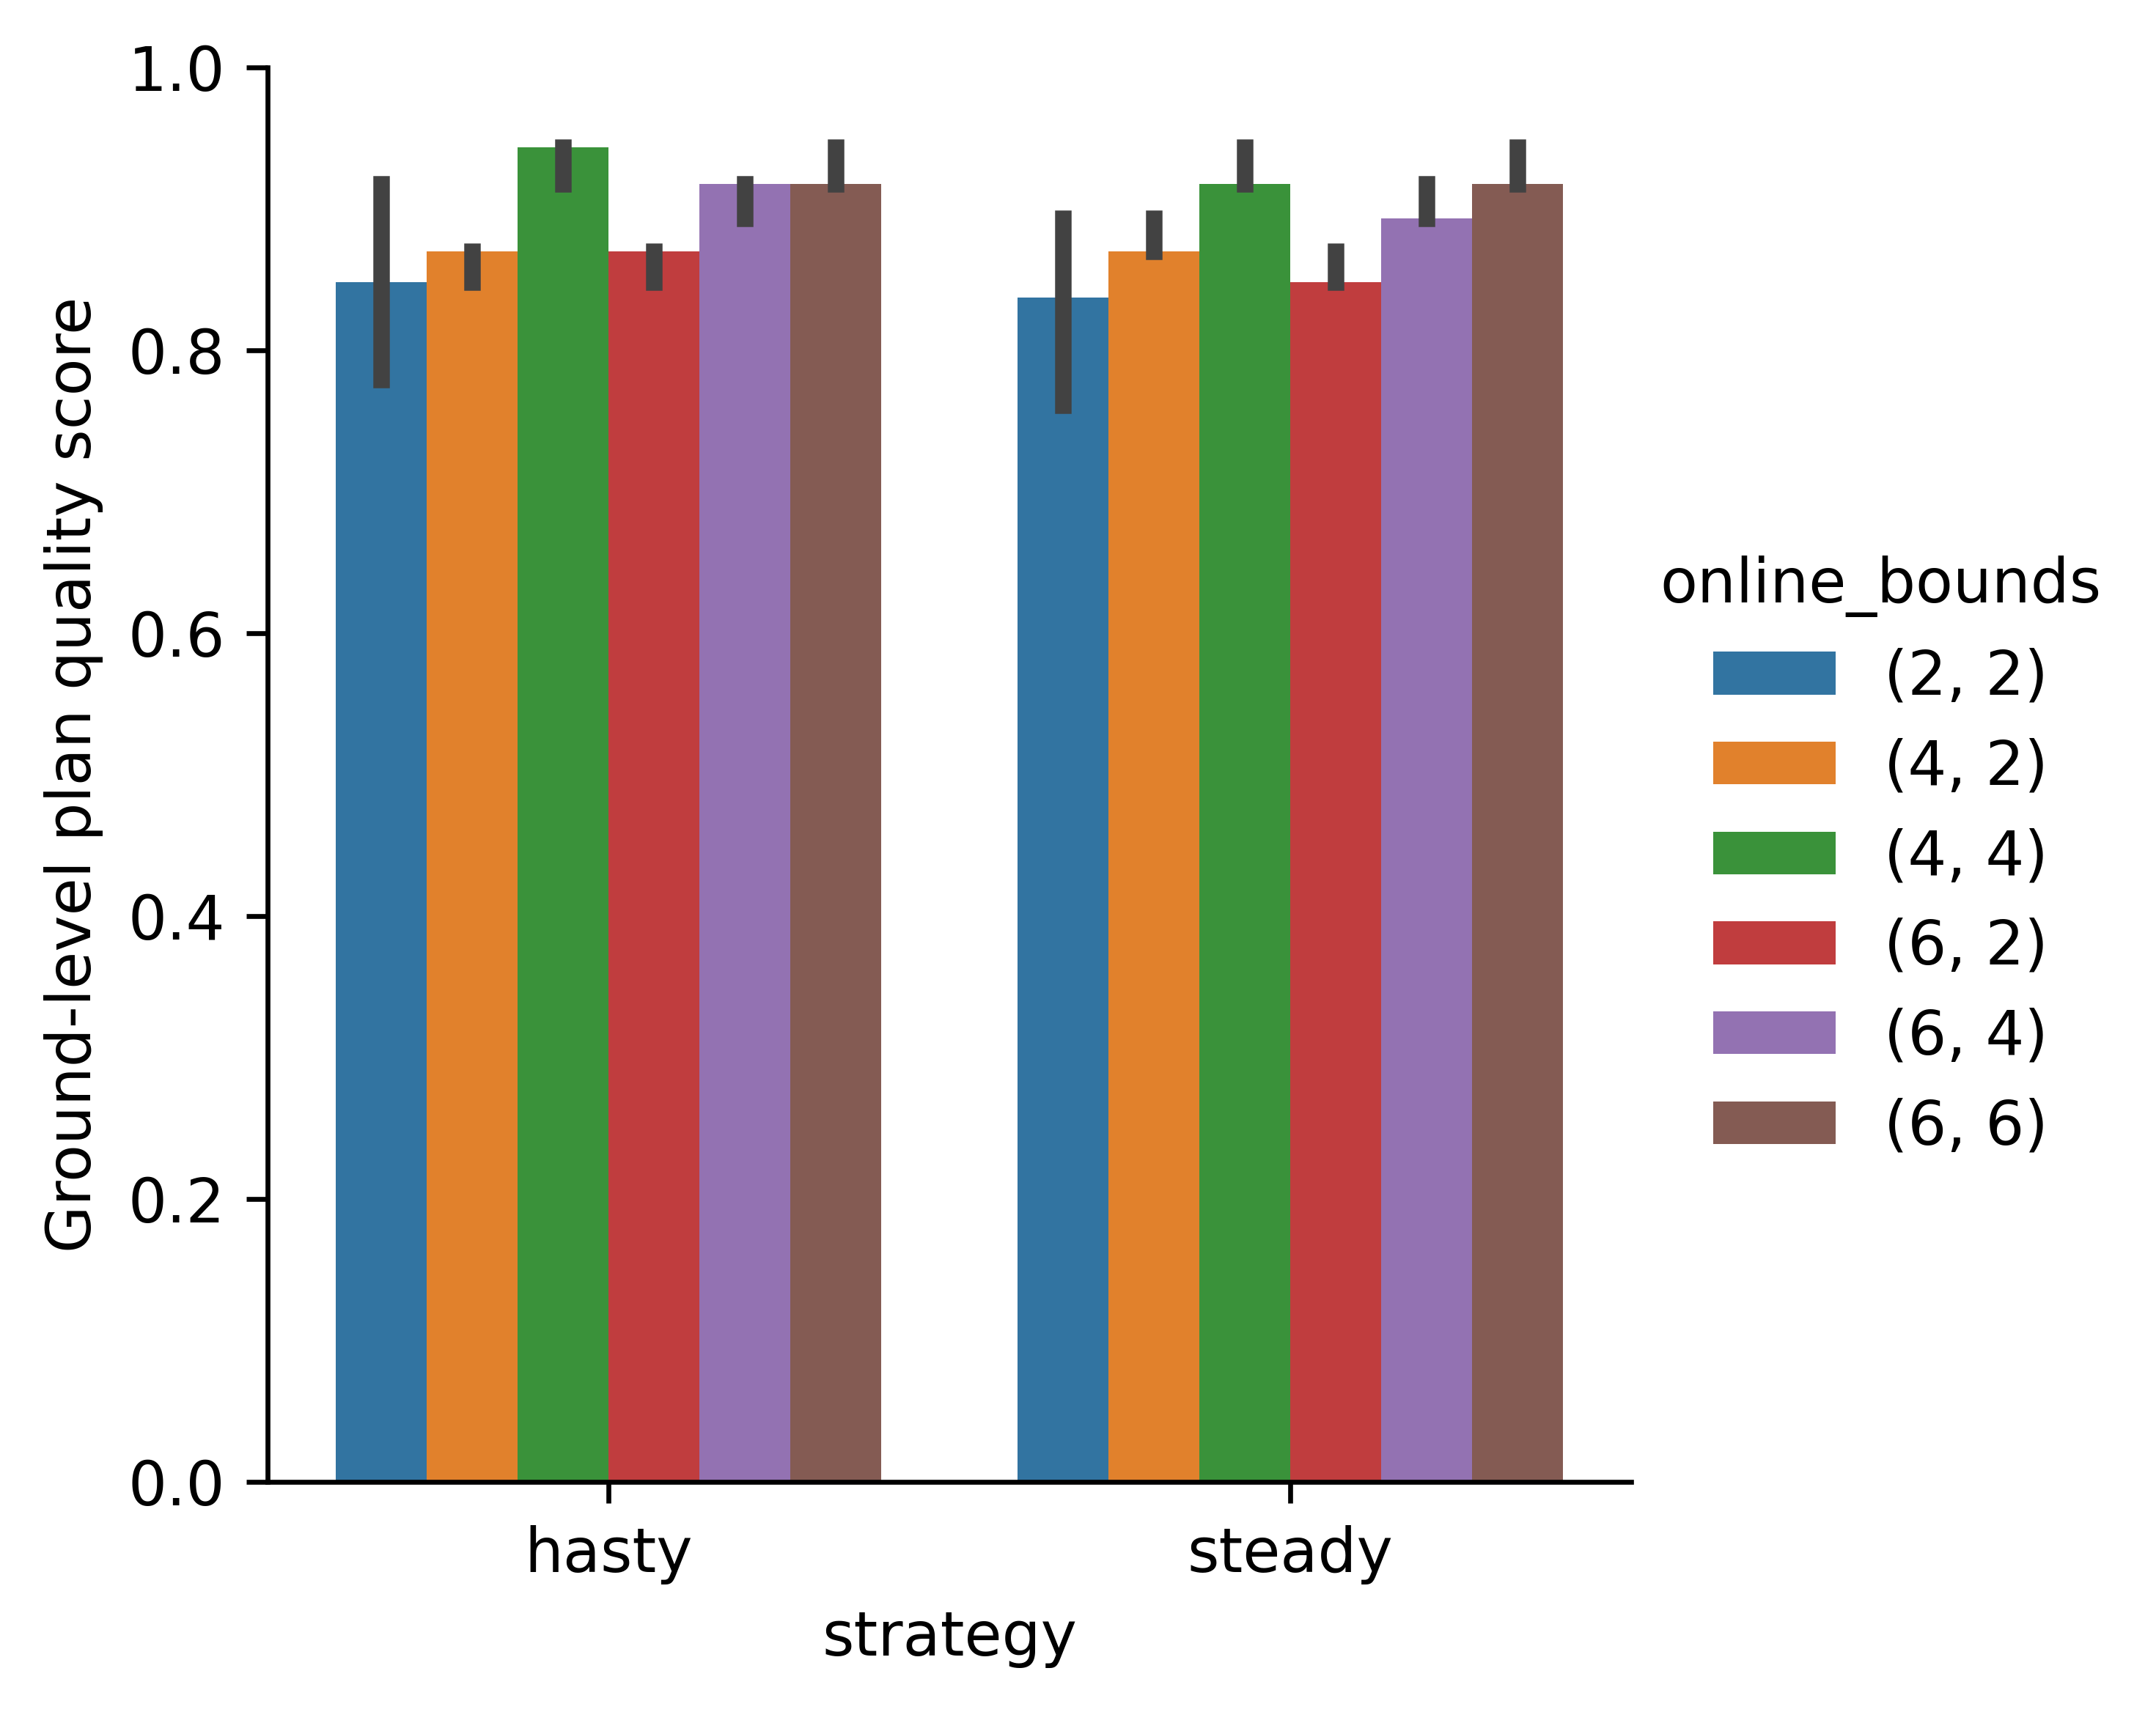 Ground-level plan quality score
1.0
0.8
0.6
0.4
0.2
0.0
hasty
steady
strategy
online_bounds
(2, 2)
(4, 2)
(4, 4)
(6, 2)
(6, 4)
(6, 6)